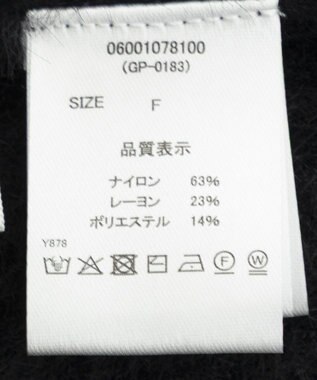 06001078100
(GP-0183)
SIZE F
品質表示
ナイロン 63%
レーヨン 23%
ポリエステル 14%
Y878
F W